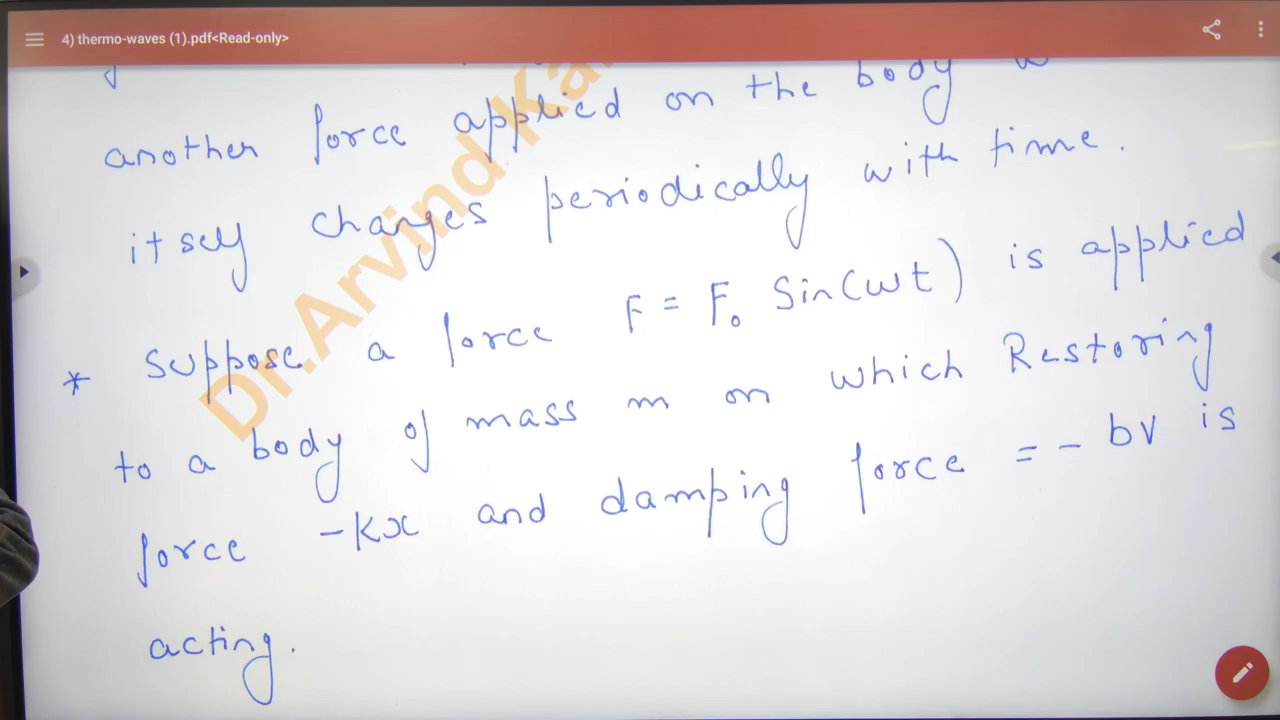 4) thermo-waves (1).pdf<Read-only>
another force applied on the body
itself changes periodically with time.
* Suppose a force F = F₀ Sin(ωt) is applied
to a body of mass m on which Restoring
force -Kx and damping force = - bv is
acting.
Dr.Arvind